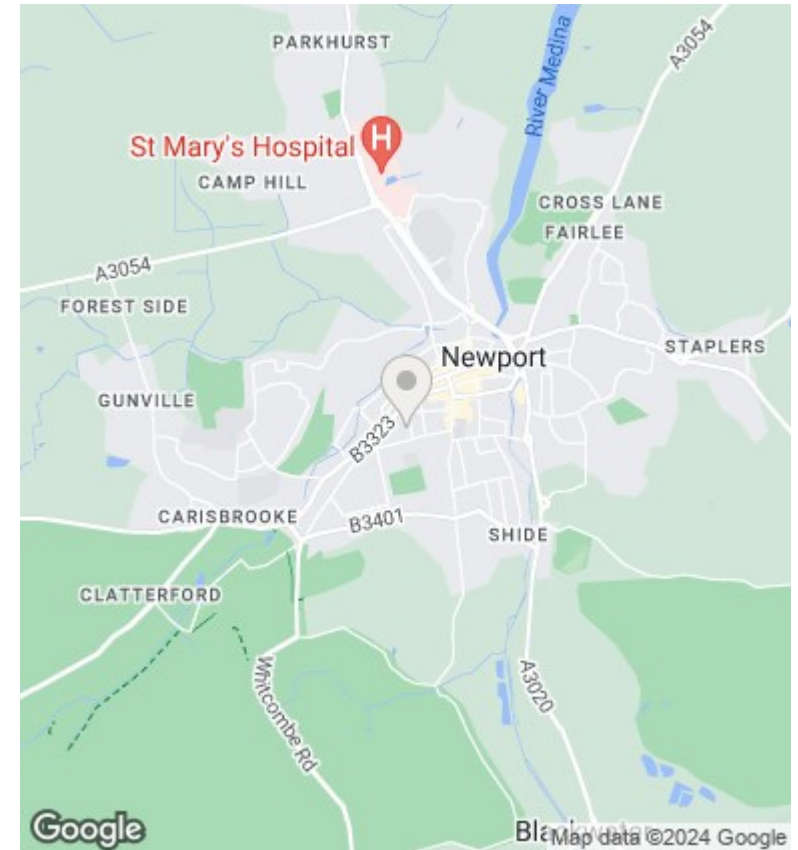 PARKHURST
A3054
River Medina
St Mary's Hospital
H
CAMP HILL
CROSS LANE
FAIRLEE
A3054
FOREST SIDE
Newport
STAPLERS
GUNVILLE
B3323
CARISBROOKE
B3401
SHIDE
CLATTERFORD
Whitcombe Rd
A3020
Google
Map data ©2024 Google